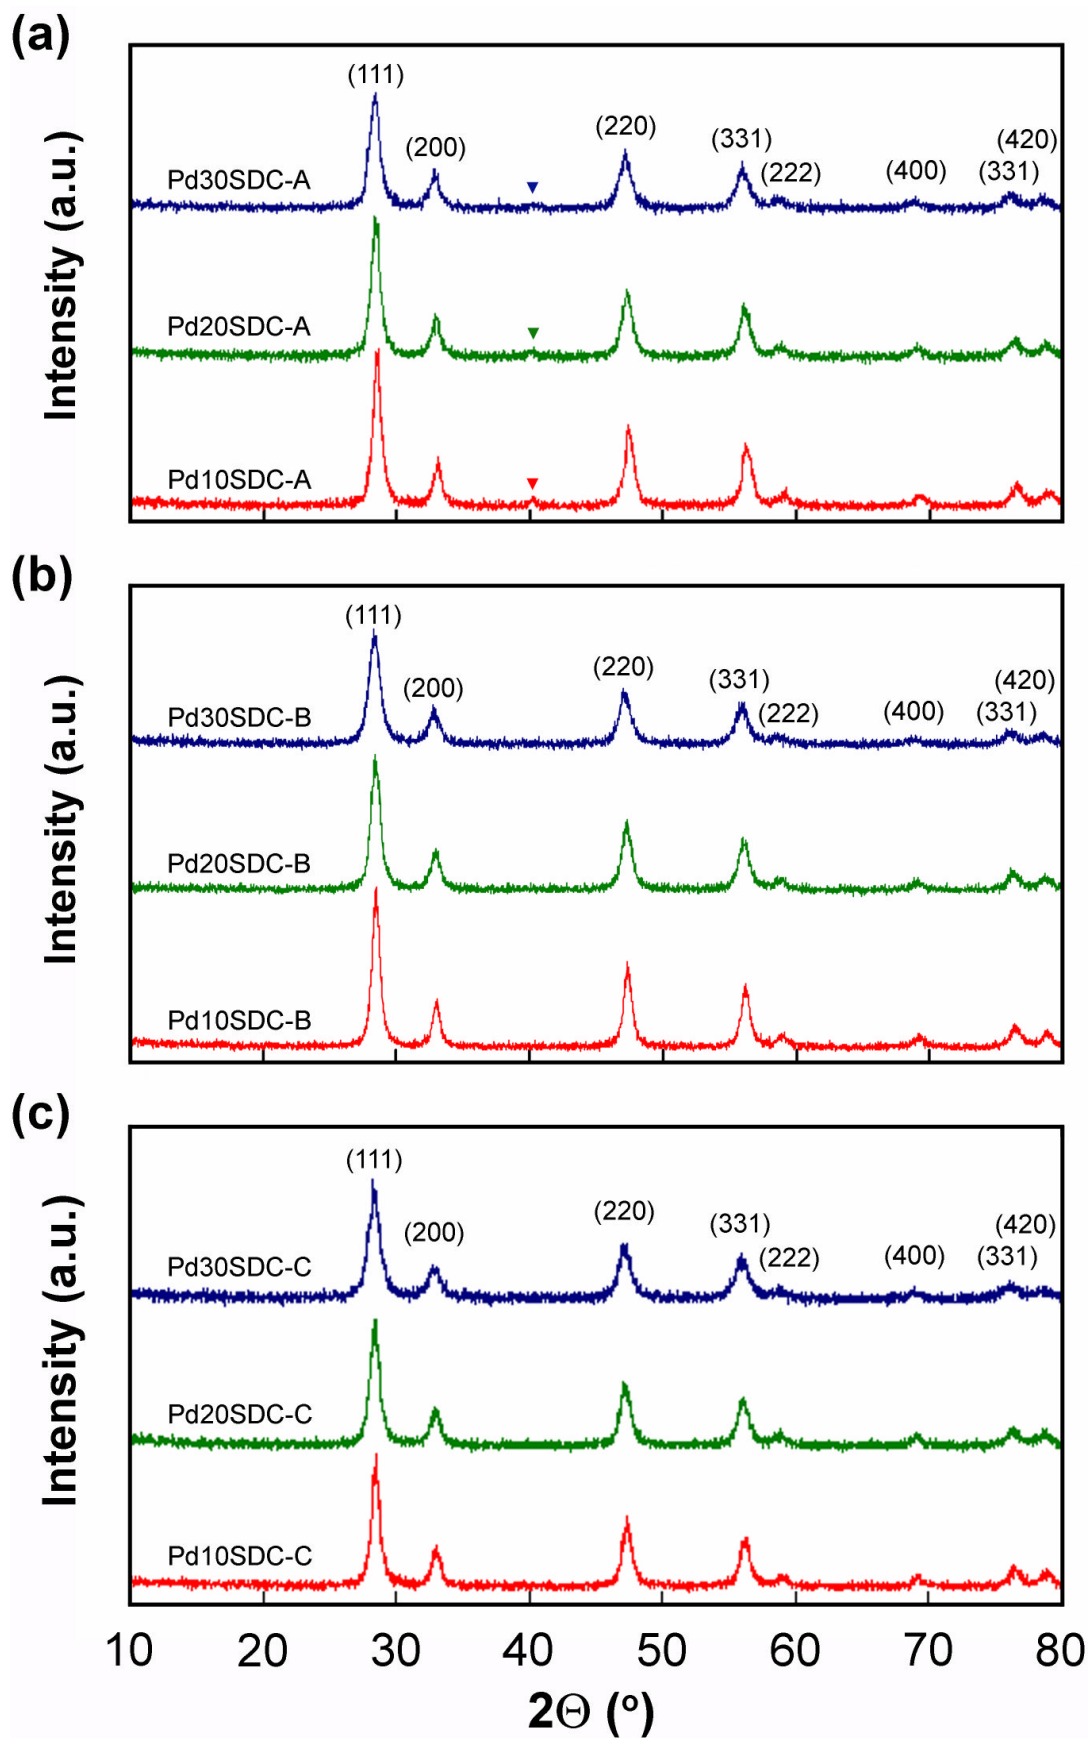 (a)
Intensity (a.u.)
(111)
(200)
(220)
(331)
(222)
(400)
(420)
(331)
Pd30SDC-A
Pd20SDC-A
Pd10SDC-A
(b)
Intensity (a.u.)
(111)
(200)
(220)
(331)
(222)
(400)
(420)
(331)
Pd30SDC-B
Pd20SDC-B
Pd10SDC-B
(c)
Intensity (a.u.)
(111)
(200)
(220)
(331)
(222)
(400)
(420)
(331)
Pd30SDC-C
Pd20SDC-C
Pd10SDC-C
10 20 30 40 50 60 70 80
2Θ (º)